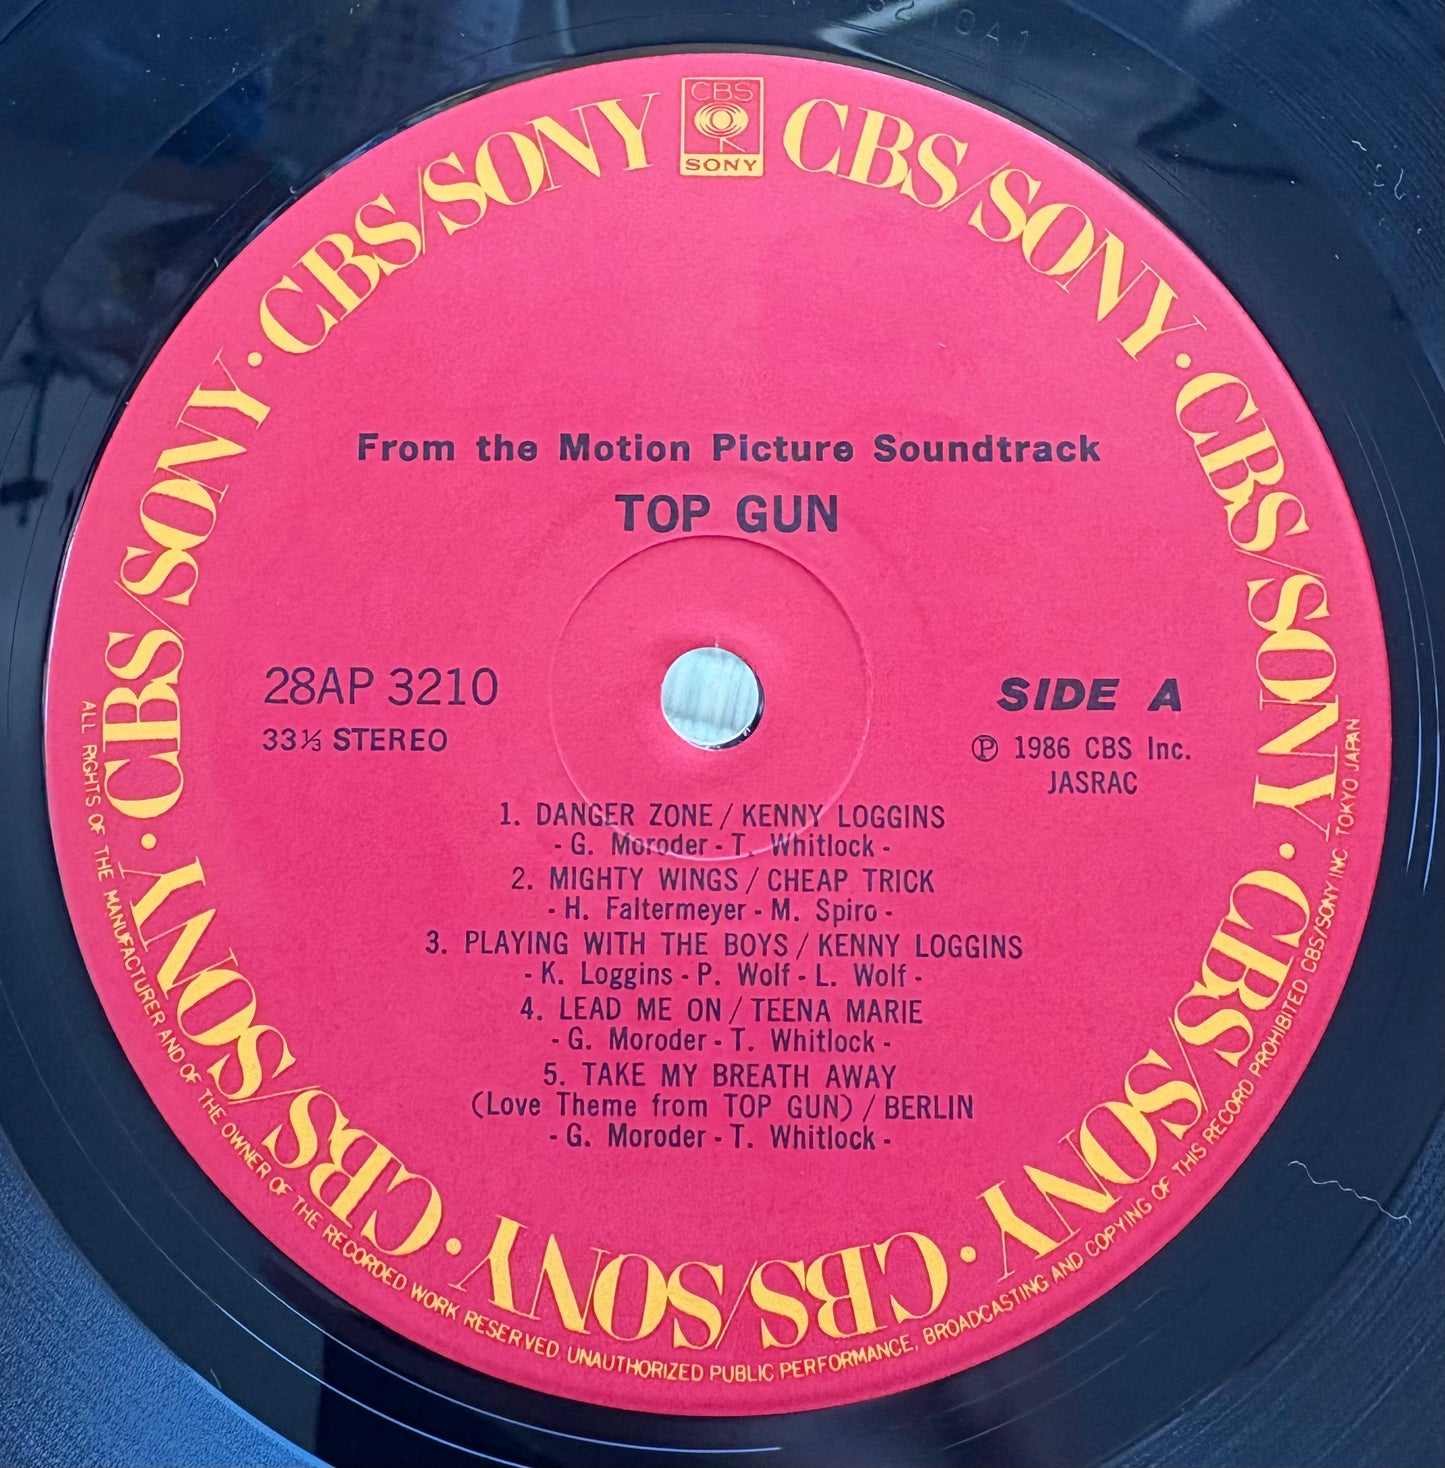 CBS
SONY
CBS/SONY · CBS/SONY · CBS/SONY · CBS/SONY · CBS/SONY · CBS/SONY · CBS/SONY · CBS/SONY
From the Motion Picture Soundtrack
TOP GUN
28AP 3210
33⅓ STEREO
SIDE A
Ⓟ 1986 CBS Inc.
JASRAC
1. DANGER ZONE / KENNY LOGGINS
- G. Moroder - T. Whitlock -
2. MIGHTY WINGS / CHEAP TRICK
- H. Faltermeyer - M. Spiro -
3. PLAYING WITH THE BOYS / KENNY LOGGINS
- K. Loggins - P. Wolf - L. Wolf -
4. LEAD ME ON / TEENA MARIE
- G. Moroder - T. Whitlock -
5. TAKE MY BREATH AWAY
(Love Theme from TOP GUN) / BERLIN
- G. Moroder - T. Whitlock -
ALL RIGHTS OF THE MANUFACTURER AND OF THE OWNER OF THE RECORDED WORK RESERVED. UNAUTHORIZED PUBLIC PERFORMANCE, BROADCASTING AND COPYING OF THIS RECORD PROHIBITED CBS/SONY INC. TOKYO JAPAN